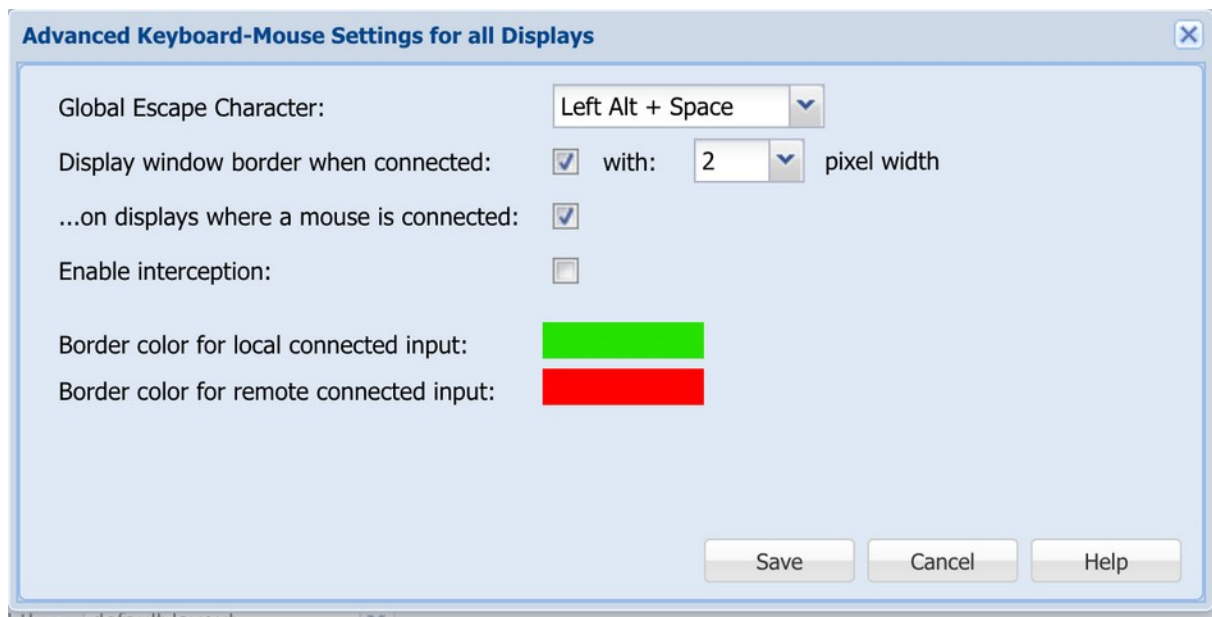 Advanced Keyboard-Mouse Settings for all Displays
Global Escape Character: Left Alt + Space
Display window border when connected: with: 2 pixel width
...on displays where a mouse is connected:
Enable interception:
Border color for local connected input:
Border color for remote connected input:
Save Cancel Help